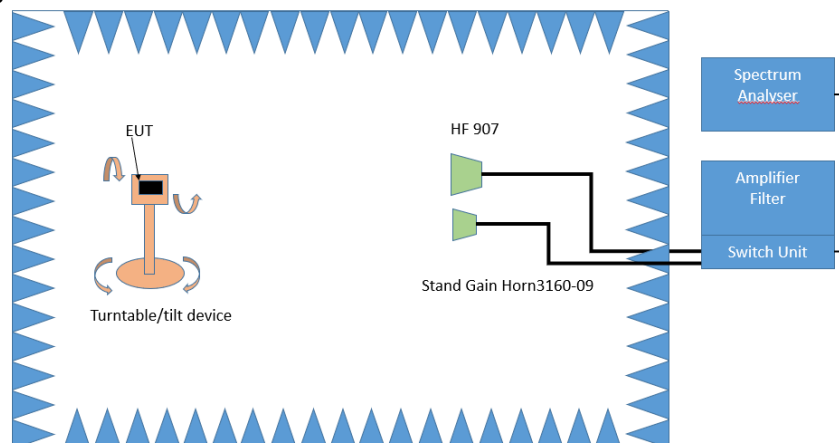 Spectrum
Analyser
EUT
HF 907
Amplifier
Filter
Switch Unit
Stand Gain Horn3160-09
Turntable/tilt device